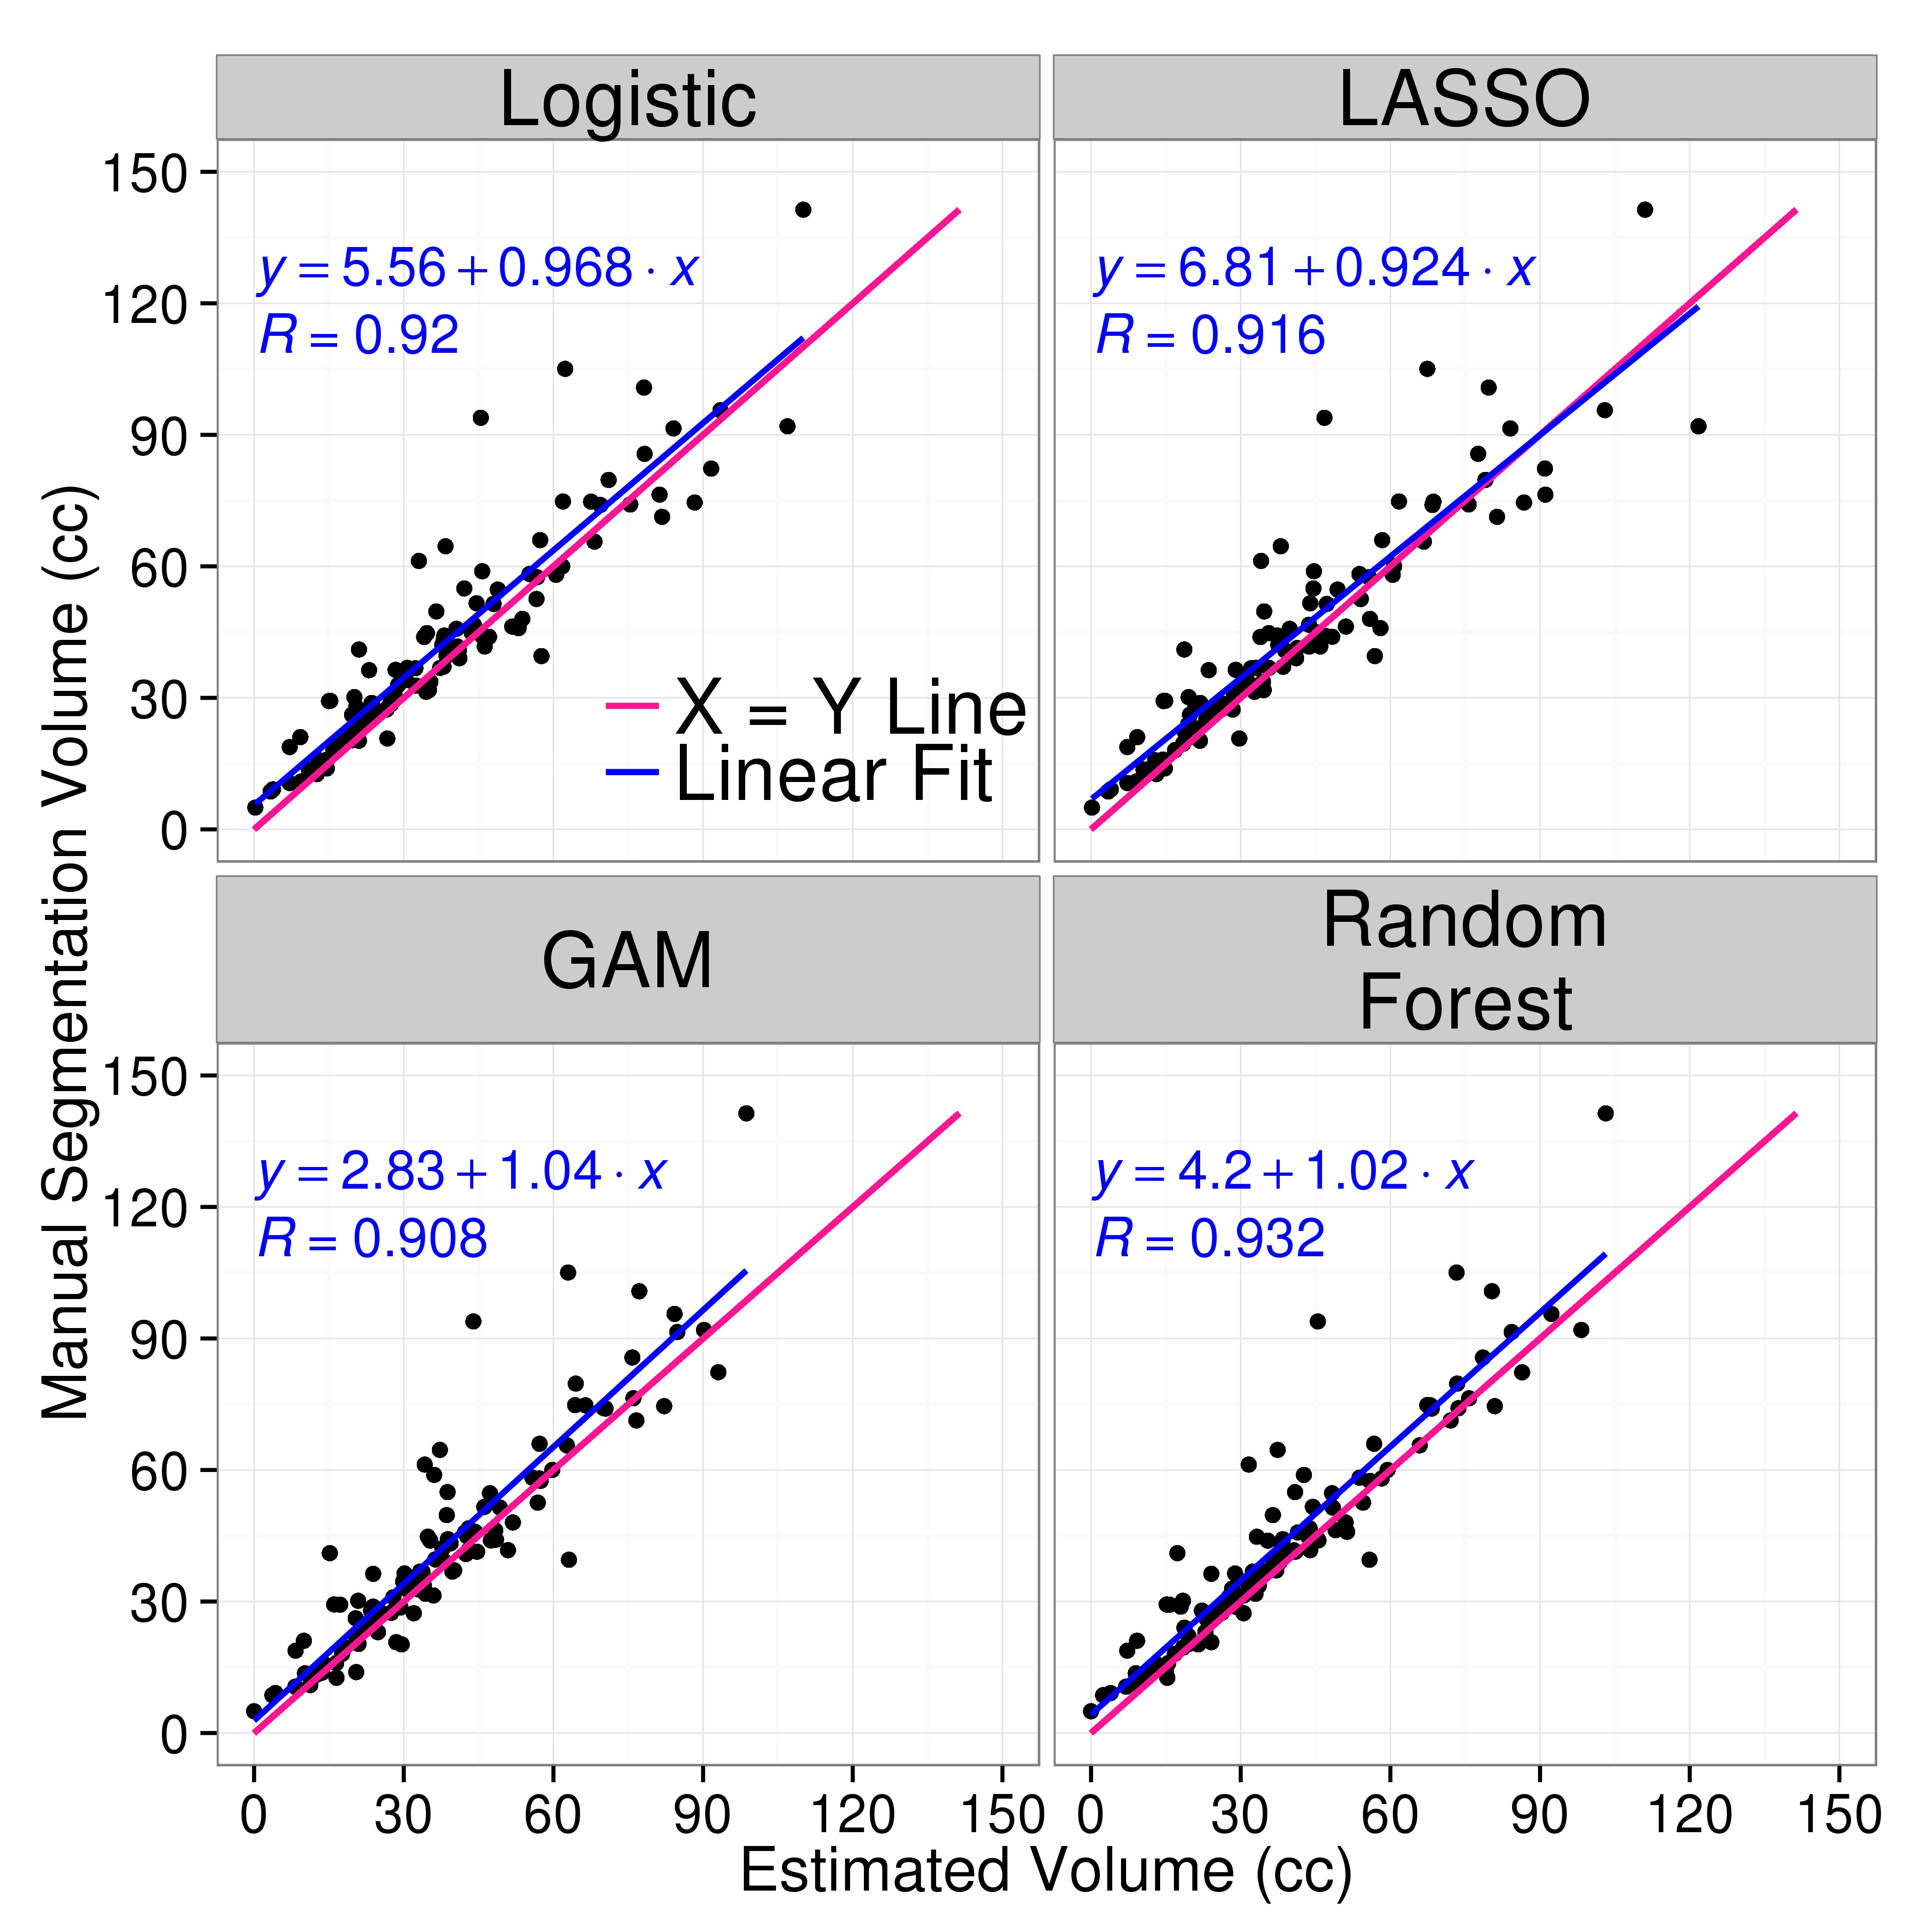 Logistic
LASSO
150
120
90
60
30
0
y = 5.56 + 0.968 · x
R = 0.92
X = Y Line
Linear Fit
y = 6.81 + 0.924 · x
R = 0.916
Manual Segmentation Volume (cc)
GAM
Random
Forest
150
120
90
60
30
0
y = 2.83 + 1.04 · x
R = 0.908
y = 4.2 + 1.02 · x
R = 0.932
0 30 60 90 120 150
0 30 60 90 120 150
Estimated Volume (cc)